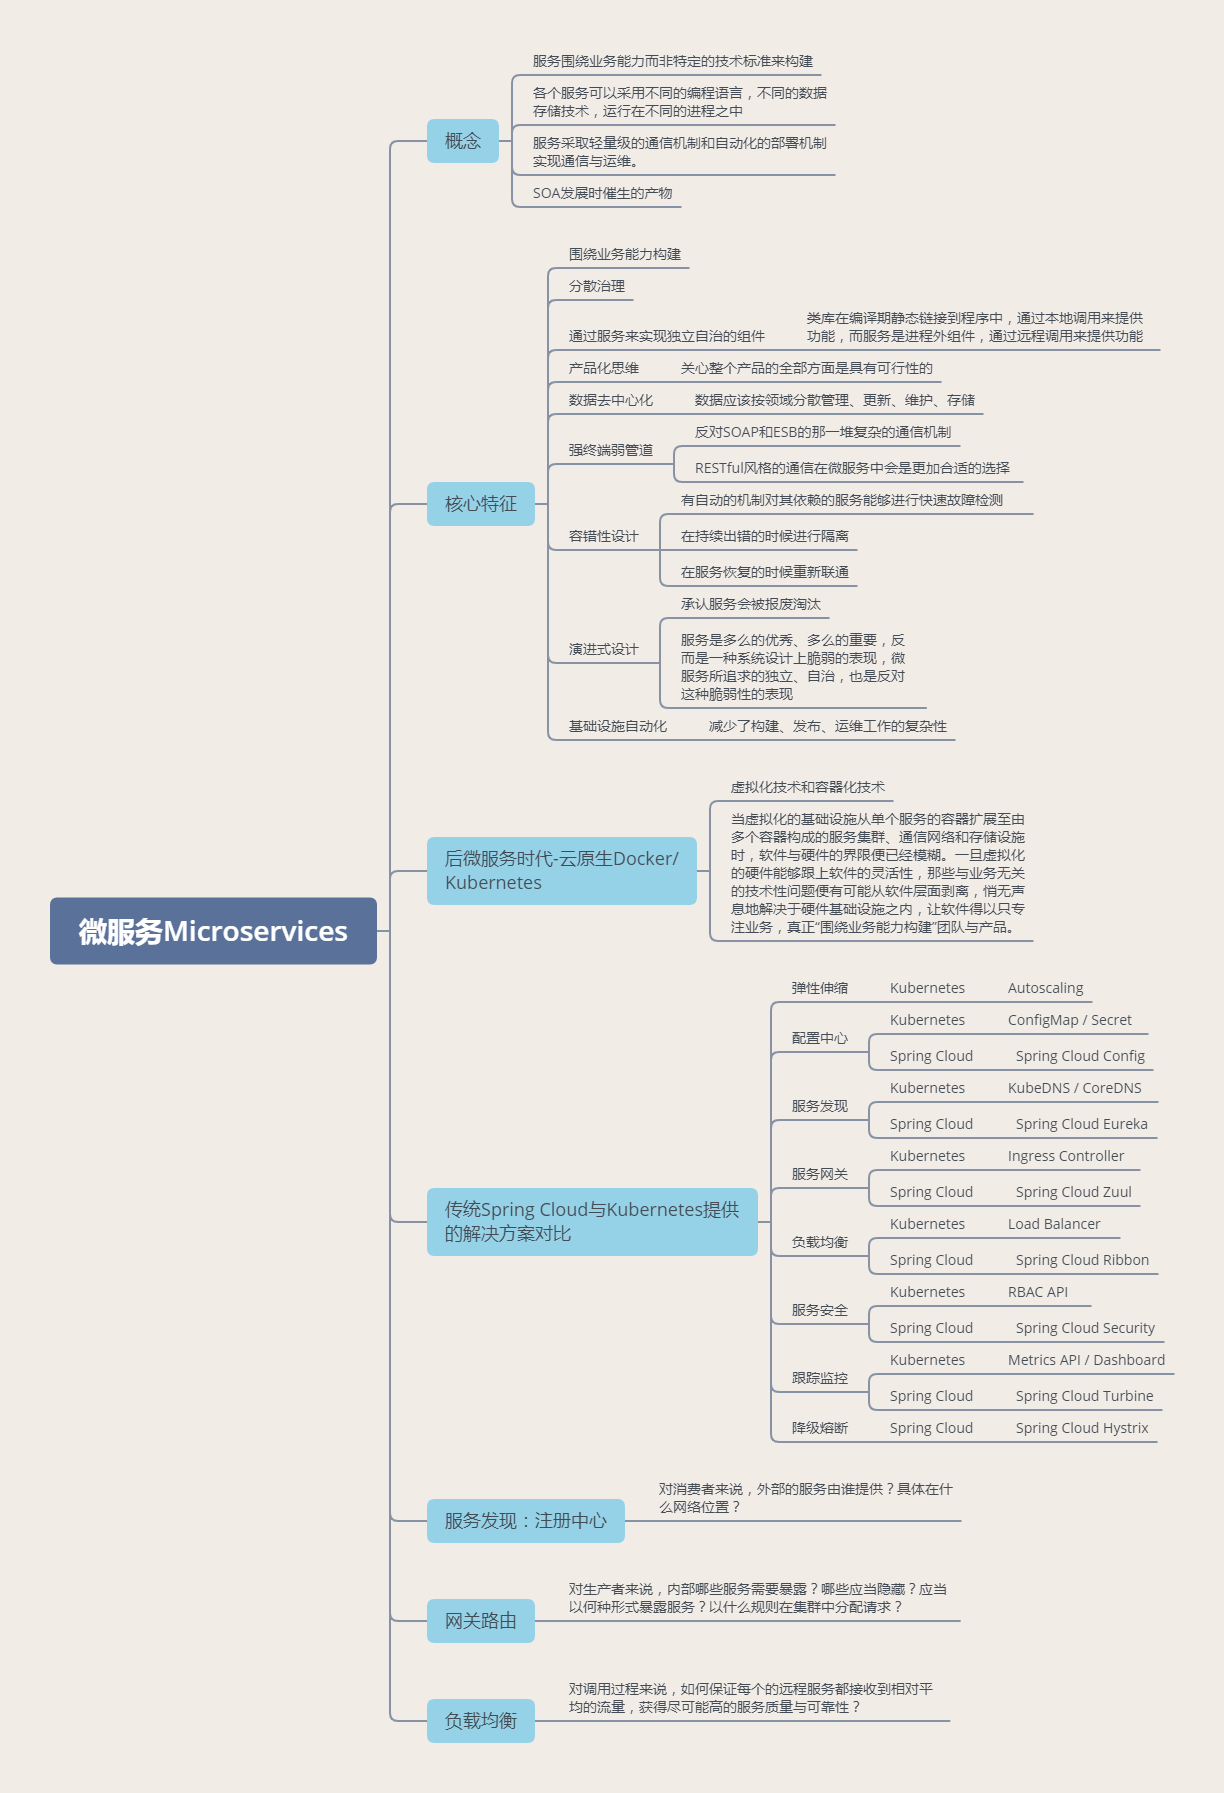 微服务Microservices
概念
服务围绕业务能力而非特定的技术标准来构建
各个服务可以采用不同的编程语言，不同的数据
存储技术，运行在不同的进程之中
服务采取轻量级的通信机制和自动化的部署机制
实现通信与运维。
SOA发展时催生的产物
核心特征
围绕业务能力构建
分散治理
通过服务来实现独立自治的组件
类库在编译期静态链接到程序中，通过本地调用来提供
功能，而服务是进程外组件，通过远程调用来提供功能
产品化思维
关心整个产品的全部方面是具有可行性的
数据去中心化
数据应该按领域分散管理、更新、维护、存储
强终端弱管道
反对SOAP和ESB的那一堆复杂的通信机制
RESTful风格的通信在微服务中会是更加合适的选择
容错性设计
有自动的机制对其依赖的服务能够进行快速故障检测
在持续出错的时候进行隔离
在服务恢复的时候重新联通
演进式设计
承认服务会被报废淘汰
服务是多么的优秀、多么的重要，反
而是一种系统设计上脆弱的表现，微
服务所追求的独立、自治，也是反对
这种脆弱性的表现
基础设施自动化
减少了构建、发布、运维工作的复杂性
后微服务时代-云原生Docker/
Kubernetes
虚拟化技术和容器化技术
当虚拟化的基础设施从单个服务的容器扩展至由
多个容器构成的服务集群、通信网络和存储设施
时，软件与硬件的界限便已经模糊。一旦虚拟化
的硬件能够跟上软件的灵活性，那些与业务无关
的技术性问题便有可能从软件层面剥离，悄无声
息地解决于硬件基础设施之内，让软件得以只专
注业务，真正“围绕业务能力构建”团队与产品。
传统Spring Cloud与Kubernetes提供
的解决方案对比
弹性伸缩
Kubernetes
Autoscaling
配置中心
Kubernetes
ConfigMap / Secret
Spring Cloud
Spring Cloud Config
服务发现
Kubernetes
KubeDNS / CoreDNS
Spring Cloud
Spring Cloud Eureka
服务网关
Kubernetes
Ingress Controller
Spring Cloud
Spring Cloud Zuul
负载均衡
Kubernetes
Load Balancer
Spring Cloud
Spring Cloud Ribbon
服务安全
Kubernetes
RBAC API
Spring Cloud
Spring Cloud Security
跟踪监控
Kubernetes
Metrics API / Dashboard
Spring Cloud
Spring Cloud Turbine
降级熔断
Spring Cloud
Spring Cloud Hystrix
服务发现：注册中心
对消费者来说，外部的服务由谁提供？具体在什
么网络位置？
网关路由
对生产者来说，内部哪些服务需要暴露？哪些应当隐藏？应当
以何种形式暴露服务？以什么规则在集群中分配请求？
负载均衡
对调用过程来说，如何保证每个的远程服务都接收到相对平
均的流量，获得尽可能高的服务质量与可靠性？